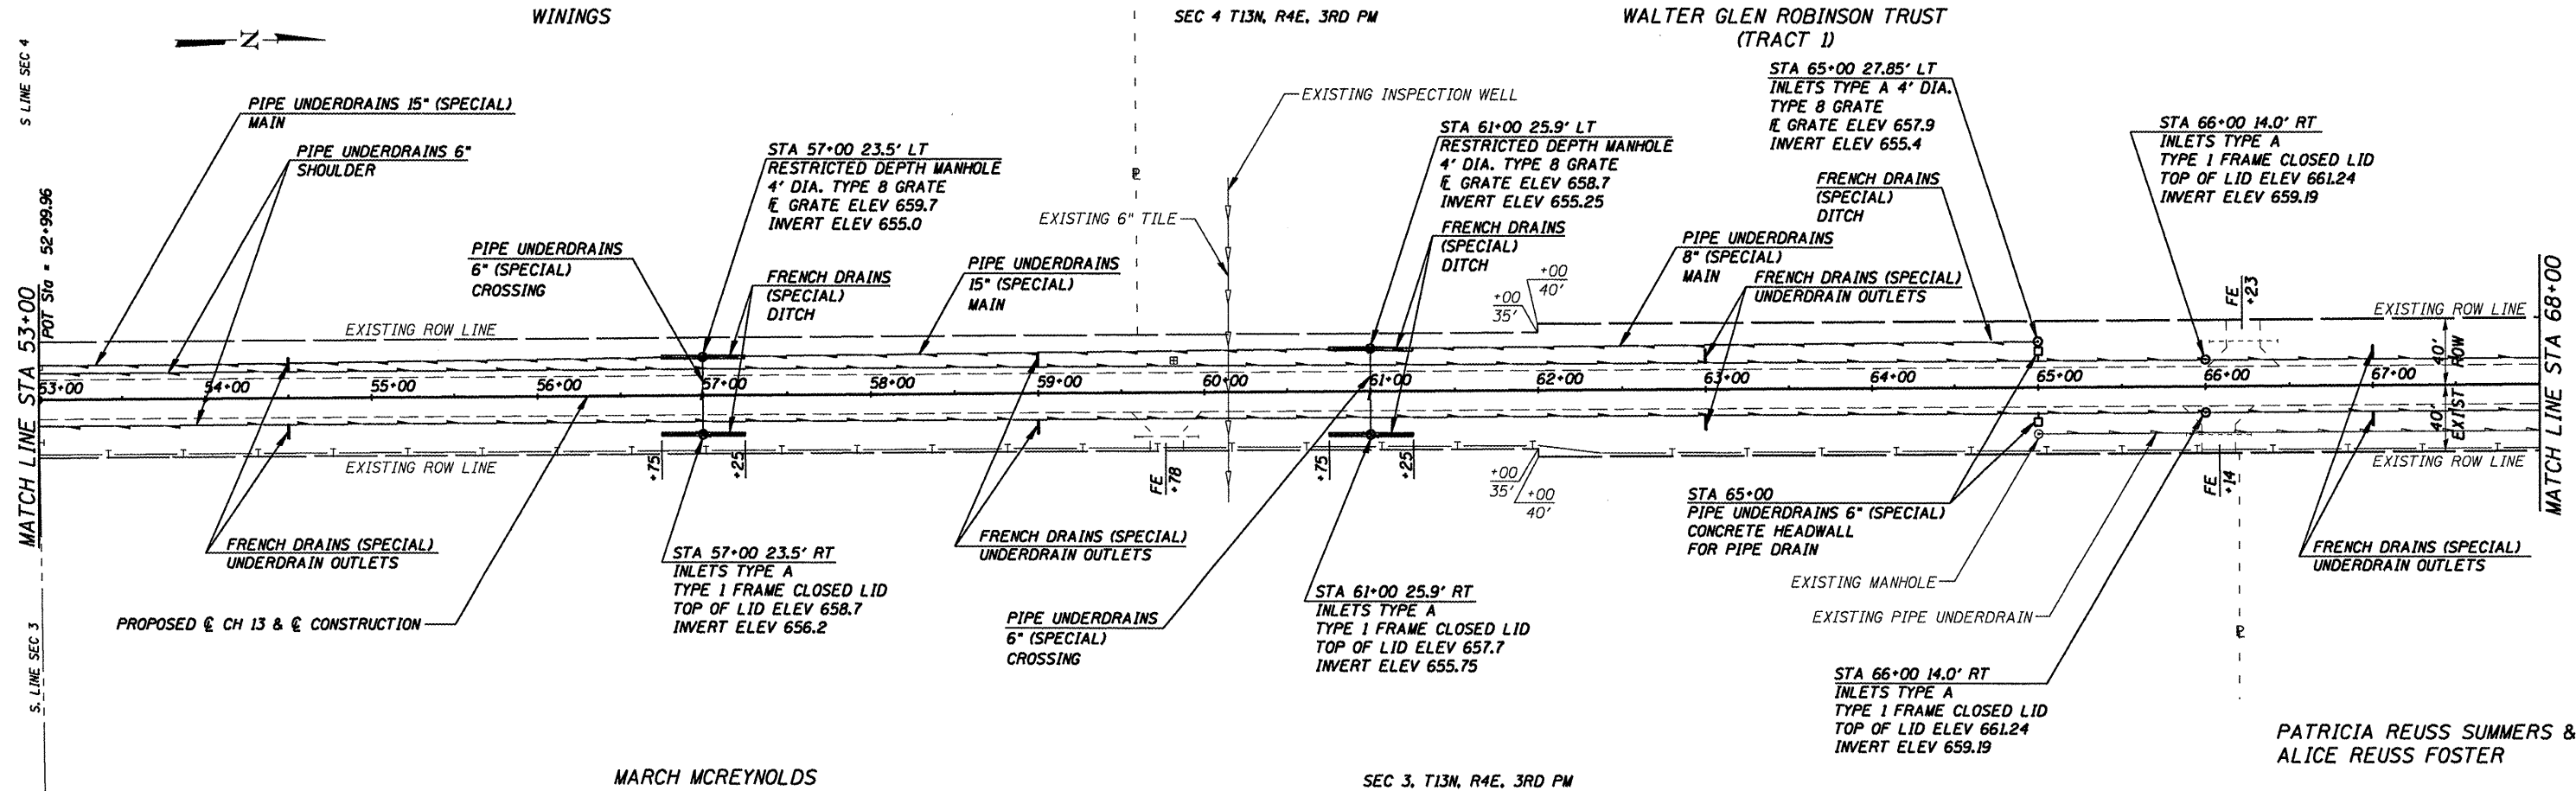 WININGS
SEC 4 T13N, R4E, 3RD PM
WALTER GLEN ROBINSON TRUST
(TRACT 1)
N
S LINE SEC 4
PIPE UNDERDRAINS 15" (SPECIAL)
MAIN
PIPE UNDERDRAINS 6"
SHOULDER
STA 57+00 23.5' LT
RESTRICTED DEPTH MANHOLE
4' DIA. TYPE 8 GRATE
℄ GRATE ELEV 659.7
INVERT ELEV 655.0
PIPE UNDERDRAINS
6" (SPECIAL)
CROSSING
FRENCH DRAINS
(SPECIAL)
DITCH
PIPE UNDERDRAINS
15" (SPECIAL)
MAIN
EXISTING 6" TILE
EXISTING INSPECTION WELL
STA 61+00 25.9' LT
RESTRICTED DEPTH MANHOLE
4' DIA. TYPE 8 GRATE
℄ GRATE ELEV 658.7
INVERT ELEV 655.25
FRENCH DRAINS
(SPECIAL)
DITCH
PIPE UNDERDRAINS
8" (SPECIAL)
MAIN
FRENCH DRAINS (SPECIAL)
UNDERDRAIN OUTLETS
STA 65+00 27.85' LT
INLETS TYPE A 4' DIA.
TYPE 8 GRATE
℄ GRATE ELEV 657.9
INVERT ELEV 655.4
FRENCH DRAINS
(SPECIAL)
DITCH
STA 66+00 14.0' RT
INLETS TYPE A
TYPE 1 FRAME CLOSED LID
TOP OF LID ELEV 661.24
INVERT ELEV 659.19
+00
40'
+00
35'
FE
+23
EXISTING ROW LINE
EXISTING ROW LINE
MATCH LINE STA 53+00
POT Sta = 52+99.96
53+00
54+00
55+00
56+00
57+00
58+00
59+00
60+00
61+00
62+00
63+00
64+00
65+00
66+00
67+00
40'
40'
EXIST. ROW
MATCH LINE STA 68+00
EXISTING ROW LINE
EXISTING ROW LINE
+75
+25
FE
+78
+75
+25
+00
35'
+00
40'
FE
+14
FRENCH DRAINS (SPECIAL)
UNDERDRAIN OUTLETS
PROPOSED ℄ CH 13 & ℄ CONSTRUCTION
STA 57+00 23.5' RT
INLETS TYPE A
TYPE 1 FRAME CLOSED LID
TOP OF LID ELEV 658.7
INVERT ELEV 656.2
FRENCH DRAINS (SPECIAL)
UNDERDRAIN OUTLETS
PIPE UNDERDRAINS
6" (SPECIAL)
CROSSING
STA 61+00 25.9' RT
INLETS TYPE A
TYPE 1 FRAME CLOSED LID
TOP OF LID ELEV 657.7
INVERT ELEV 655.75
STA 65+00
PIPE UNDERDRAINS 6" (SPECIAL)
CONCRETE HEADWALL
FOR PIPE DRAIN
EXISTING MANHOLE
EXISTING PIPE UNDERDRAIN
STA 66+00 14.0' RT
INLETS TYPE A
TYPE 1 FRAME CLOSED LID
TOP OF LID ELEV 661.24
INVERT ELEV 659.19
FRENCH DRAINS (SPECIAL)
UNDERDRAIN OUTLETS
S. LINE SEC 3
MARCH MCREYNOLDS
SEC 3, T13N, R4E, 3RD PM
PATRICIA REUSS SUMMERS &
ALICE REUSS FOSTER